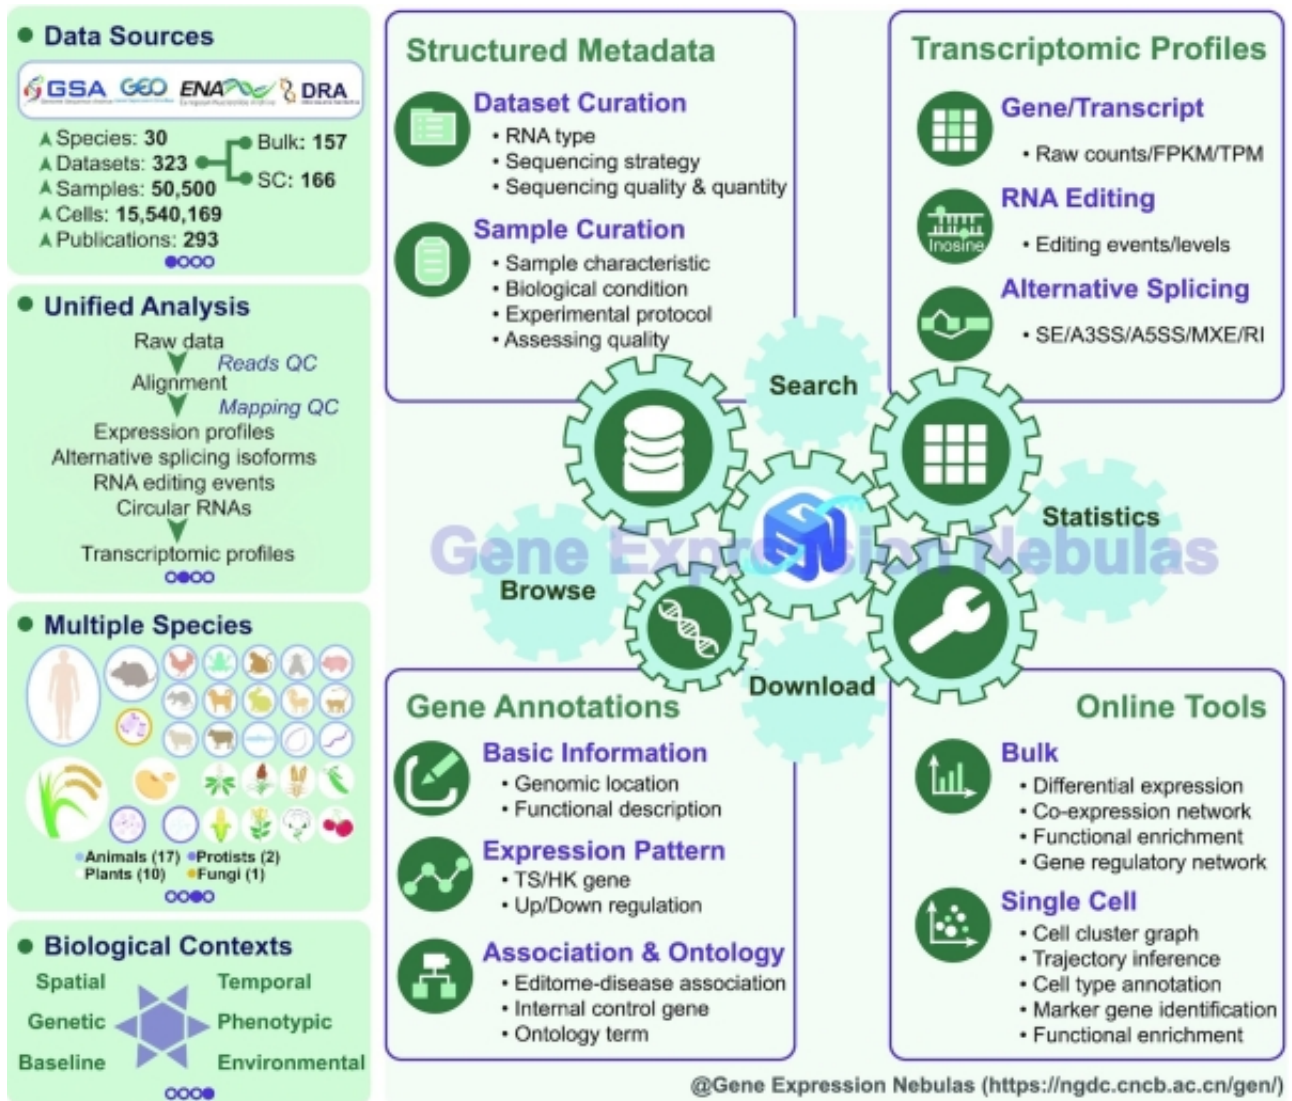 Data Sources
GSA GEO ENA DRA
Species: 30
Datasets: 323
Bulk: 157
SC: 166
Samples: 50,500
Cells: 15,540,169
Publications: 293
Unified Analysis
Raw data
Reads QC
Alignment
Mapping QC
Expression profiles
Alternative splicing isoforms
RNA editing events
Circular RNAs
Transcriptomic profiles
Multiple Species
Animals (17) Protists (2)
Plants (10) Fungi (1)
Biological Contexts
Spatial Temporal
Genetic Phenotypic
Baseline Environmental
Structured Metadata
Dataset Curation
• RNA type
• Sequencing strategy
• Sequencing quality & quantity
Sample Curation
• Sample characteristic
• Biological condition
• Experimental protocol
• Assessing quality
Transcriptomic Profiles
Gene/Transcript
• Raw counts/FPKM/TPM
RNA Editing
Inosine
• Editing events/levels
Alternative Splicing
• SE/A3SS/A5SS/MXE/RI
Search
Statistics
Gene Expression Nebulas
GEN
Browse
Download
Gene Annotations
Basic Information
• Genomic location
• Functional description
Expression Pattern
• TS/HK gene
• Up/Down regulation
Association & Ontology
• Editome-disease association
• Internal control gene
• Ontology term
Online Tools
Bulk
• Differential expression
• Co-expression network
• Functional enrichment
• Gene regulatory network
Single Cell
• Cell cluster graph
• Trajectory inference
• Cell type annotation
• Marker gene identification
• Functional enrichment
@Gene Expression Nebulas (https://ngdc.cncb.ac.cn/gen/)